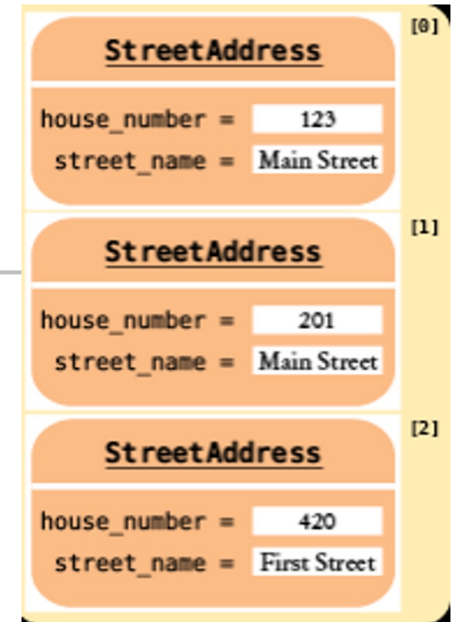 [0]
StreetAddress
house_number = 123
street_name = Main Street
[1]
StreetAddress
house_number = 201
street_name = Main Street
[2]
StreetAddress
house_number = 420
street_name = First Street